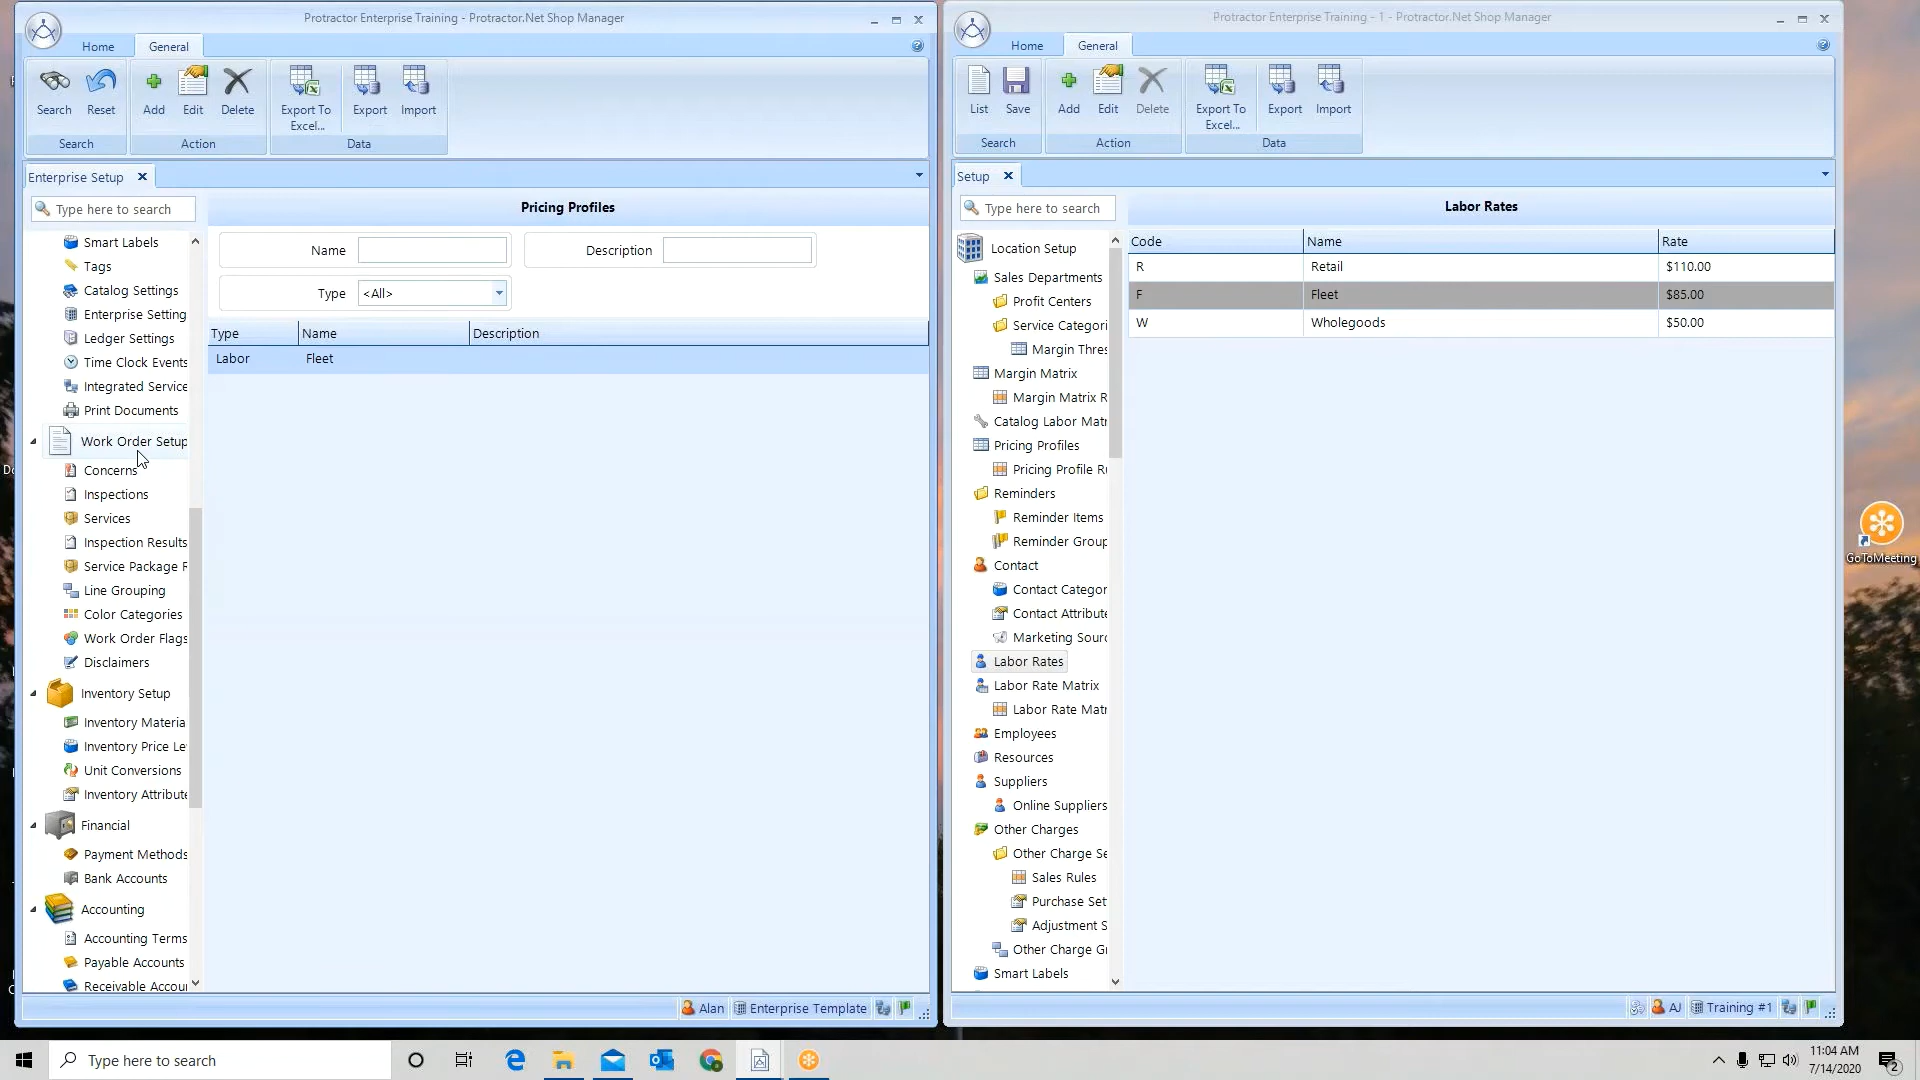 Protractor Enterprise Training - Protractor.Net Shop Manager
Home
General
Search
Reset
Add
Edit
Delete
Export To
Excel...
Export
Import
Search
Action
Data
Enterprise Setup
Type here to search
Smart Labels
Tags
Catalog Settings
Enterprise Setting
Ledger Settings
Time Clock Events
Integrated Service
Print Documents
Work Order Setup
Concerns
Inspections
Services
Inspection Results
Service Package F
Line Grouping
Color Categories
Work Order Flags
Disclaimers
Inventory Setup
Inventory Materia
Inventory Price Le
Unit Conversions
Inventory Attribute
Financial
Payment Methods
Bank Accounts
Accounting
Accounting Terms
Payable Accounts
Receivable Accou
Pricing Profiles
Name
Description
Type
<All>
Type
Name
Description
Labor
Fleet
Alan
Enterprise Template
Protractor Enterprise Training - 1 - Protractor.Net Shop Manager
Home
General
List
Save
Add
Edit
Delete
Export To
Excel...
Export
Import
Search
Action
Data
Setup
Type here to search
Location Setup
Sales Departments
Profit Centers
Service Categori
Margin Thres
Margin Matrix
Margin Matrix R
Catalog Labor Mat
Pricing Profiles
Pricing Profile Ru
Reminders
Reminder Items
Reminder Group
Contact
Contact Categor
Contact Attribute
Marketing Sourc
Labor Rates
Labor Rate Matrix
Labor Rate Matr
Employees
Resources
Suppliers
Online Suppliers
Other Charges
Other Charge Se
Sales Rules
Purchase Set
Adjustment S
Other Charge Gr
Smart Labels
Labor Rates
Code
Name
Rate
R
Retail
$110.00
F
Fleet
$85.00
W
Wholegoods
$50.00
AJ
Training #1
GoToMeeting
Type here to search
11:04 AM
7/14/2020
2